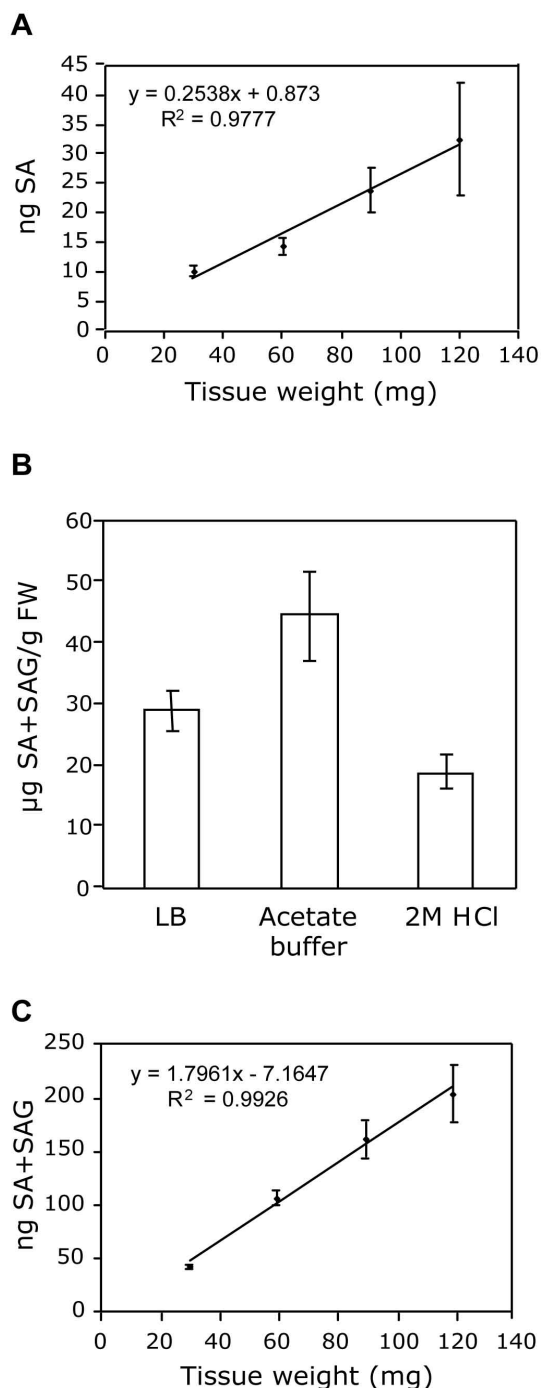 A
45
40
35
30
25
20
15
10
5
0
ng SA
y = 0.2538x + 0.873
R² = 0.9777
0 20 40 60 80 100 120 140
Tissue weight (mg)
B
60
50
40
30
20
10
0
µg SA+SAG/g FW
LB Acetate buffer 2M HCl
C
250
200
150
100
50
0
ng SA+SAG
y = 1.7961x - 7.1647
R² = 0.9926
0 20 40 60 80 100 120 140
Tissue weight (mg)